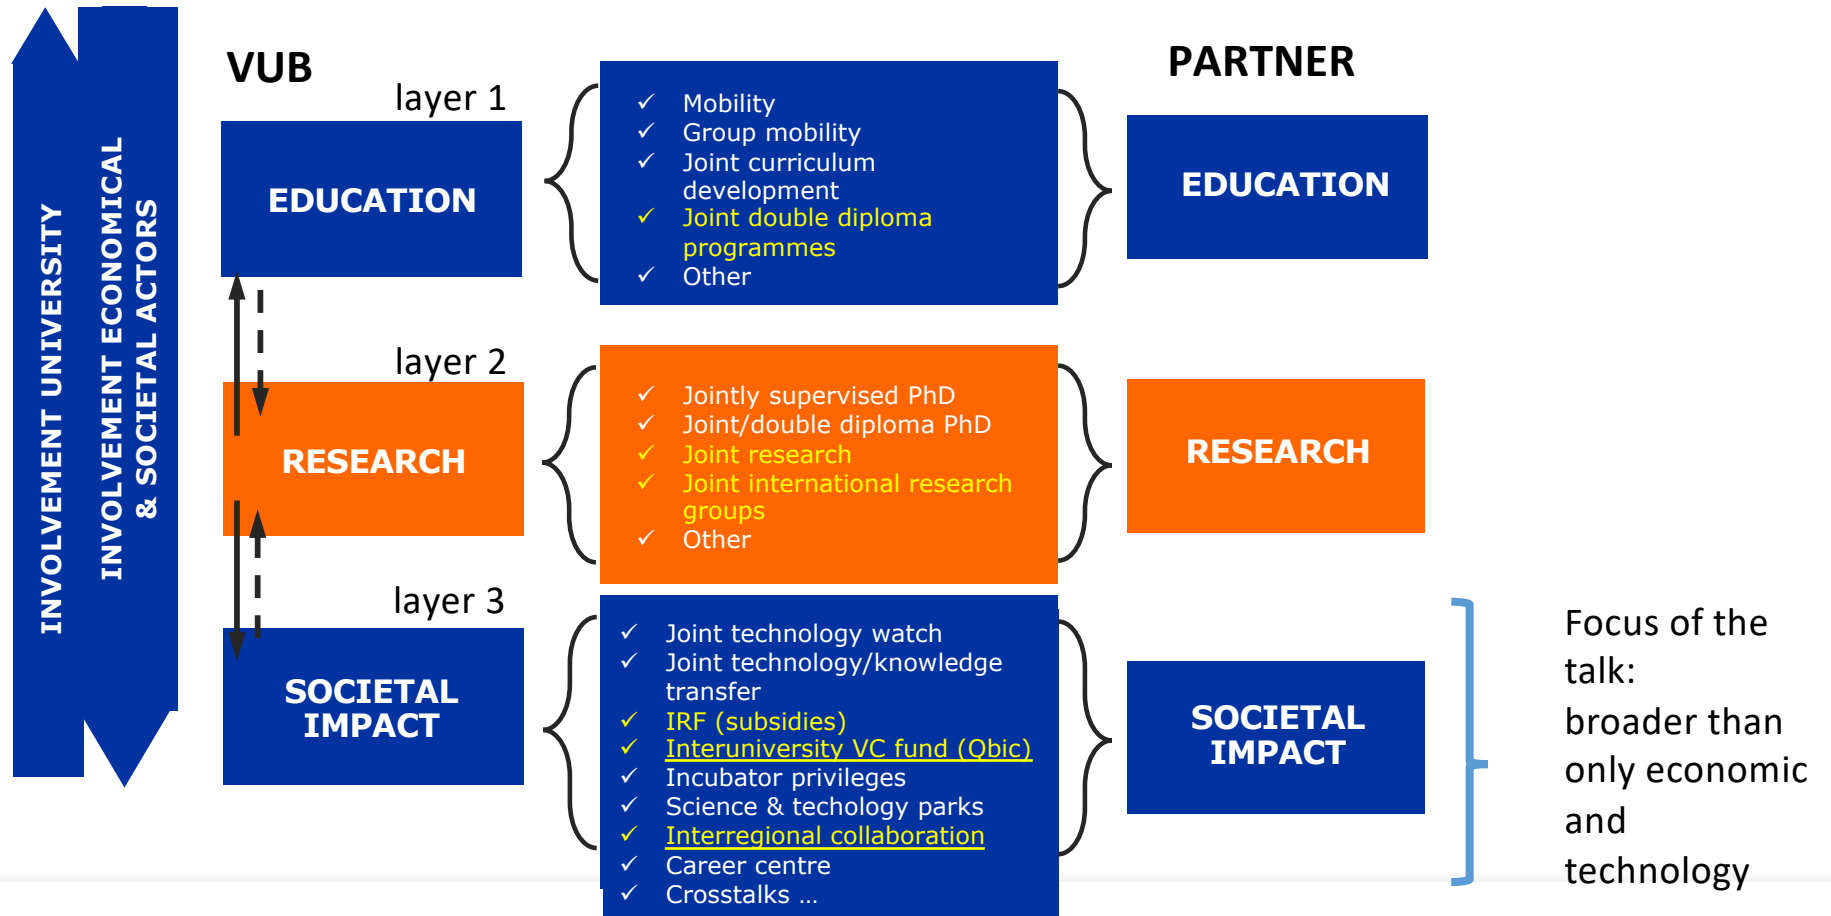 INVOLVEMENT UNIVERSITY
INVOLVEMENT ECONOMICAL
& SOCIETAL ACTORS
VUB
PARTNER
layer 1
EDUCATION
✓ Mobility
✓ Group mobility
✓ Joint curriculum
development
✓ Joint double diploma
programmes
✓ Other
EDUCATION
layer 2
RESEARCH
✓ Jointly supervised PhD
✓ Joint/double diploma PhD
✓ Joint research
✓ Joint international research
groups
✓ Other
RESEARCH
layer 3
SOCIETAL
IMPACT
✓ Joint technology watch
✓ Joint technology/knowledge
transfer
✓ IRF (subsidies)
✓ Interuniversity VC fund (Qbic)
✓ Incubator privileges
✓ Science & techology parks
✓ Interregional collaboration
✓ Career centre
✓ Crosstalks ...
SOCIETAL
IMPACT
Focus of the
talk:
broader than
only economic
and
technology